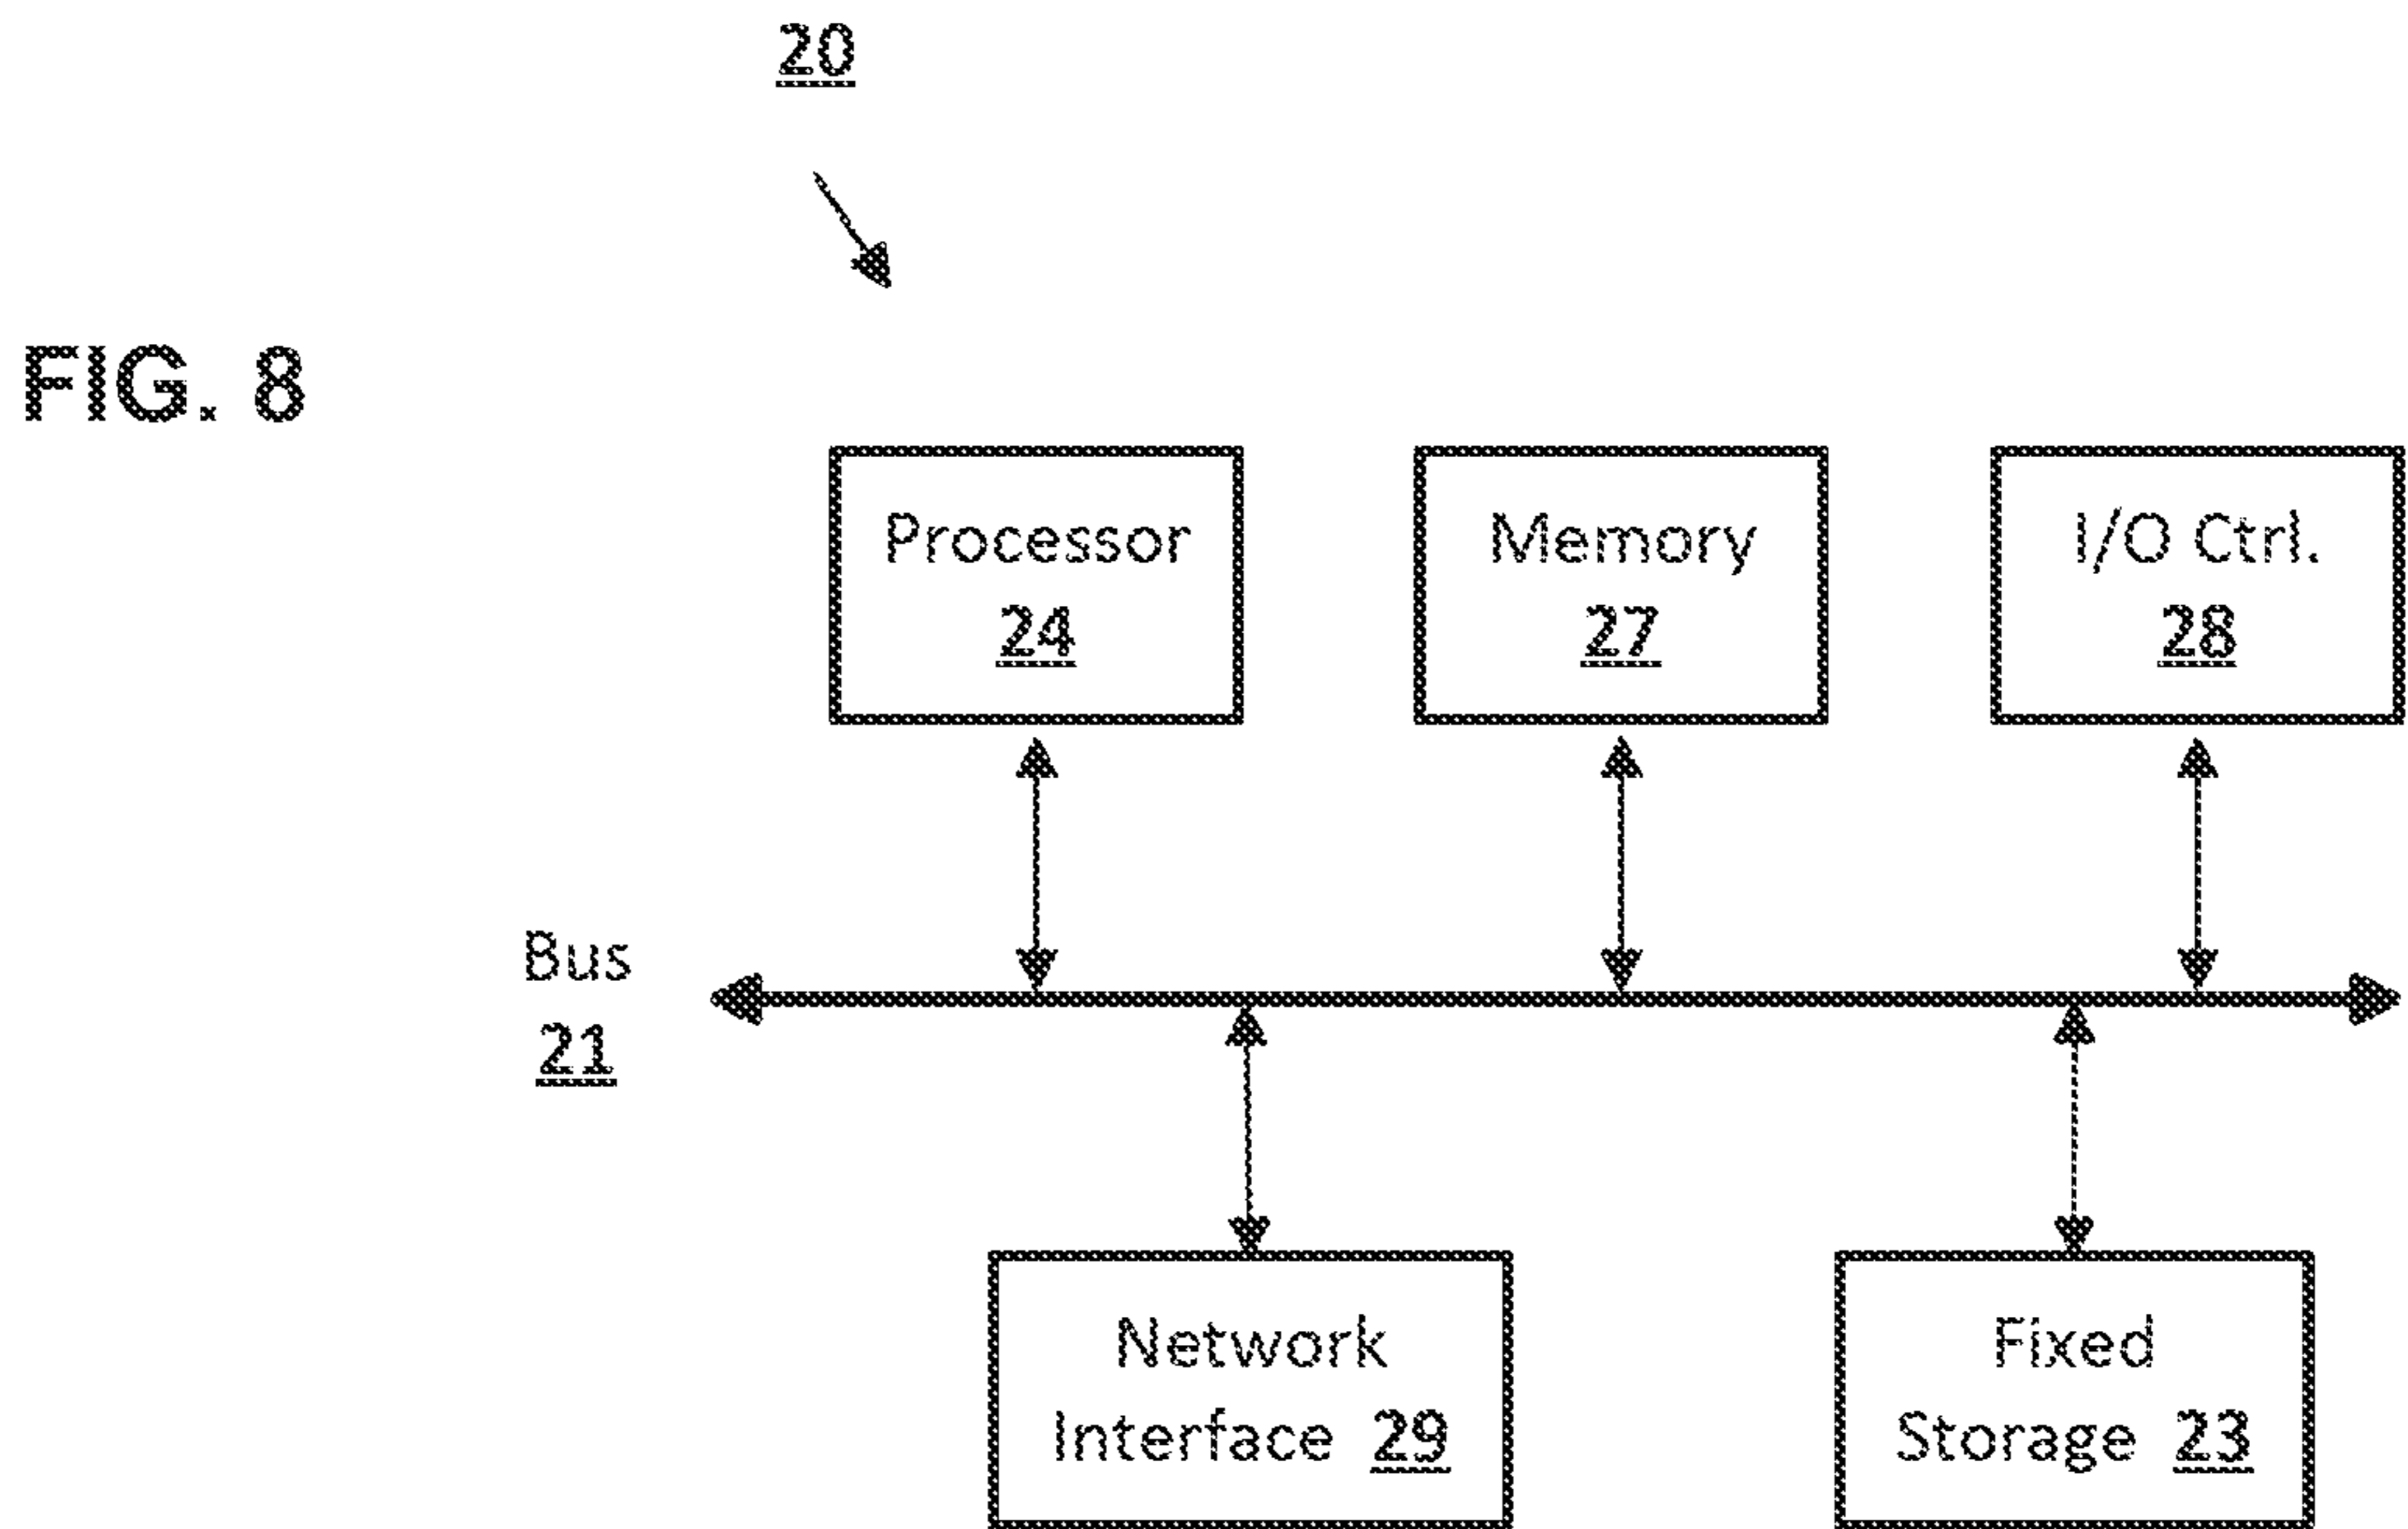 20
FIG. 8
Processor
24
Memory
27
I/O Ctrl.
28
Bus
21
Network
Interface 29
Fixed
Storage 23